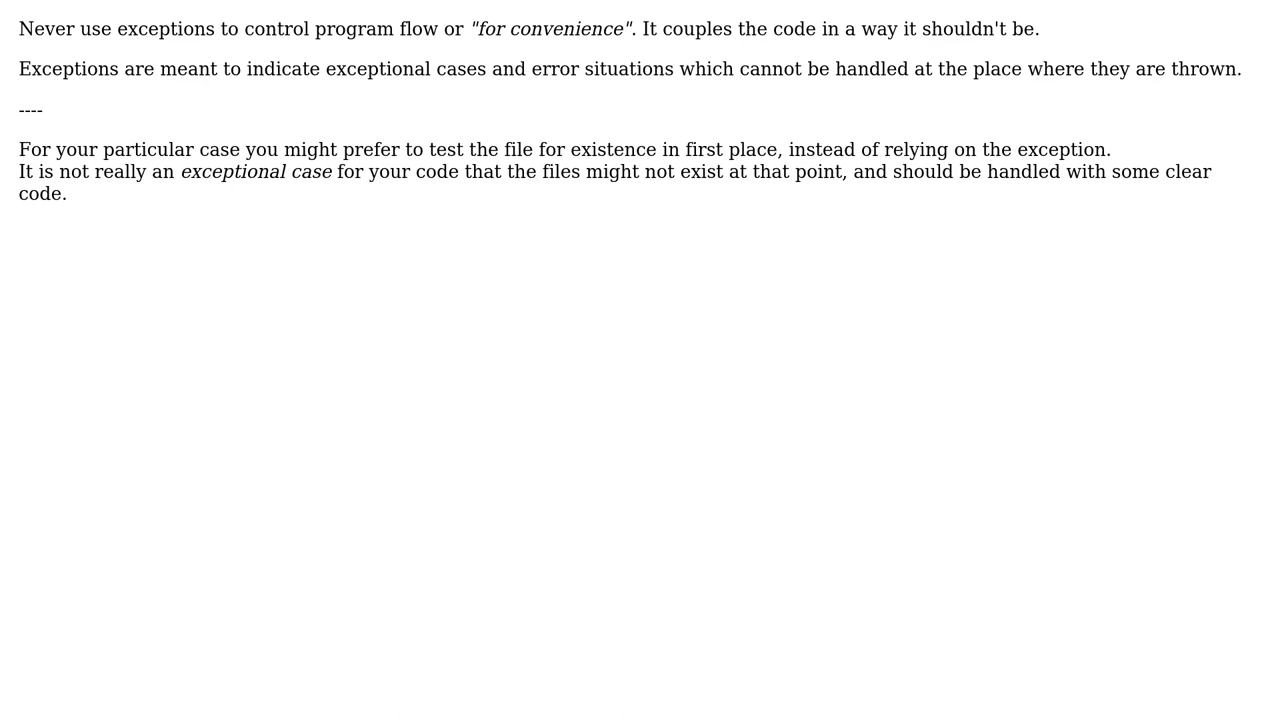 Never use exceptions to control program flow or "for convenience". It couples the code in a way it shouldn't be.
Exceptions are meant to indicate exceptional cases and error situations which cannot be handled at the place where they are thrown.
----
For your particular case you might prefer to test the file for existence in first place, instead of relying on the exception.
It is not really an exceptional case for your code that the files might not exist at that point, and should be handled with some clear
code.